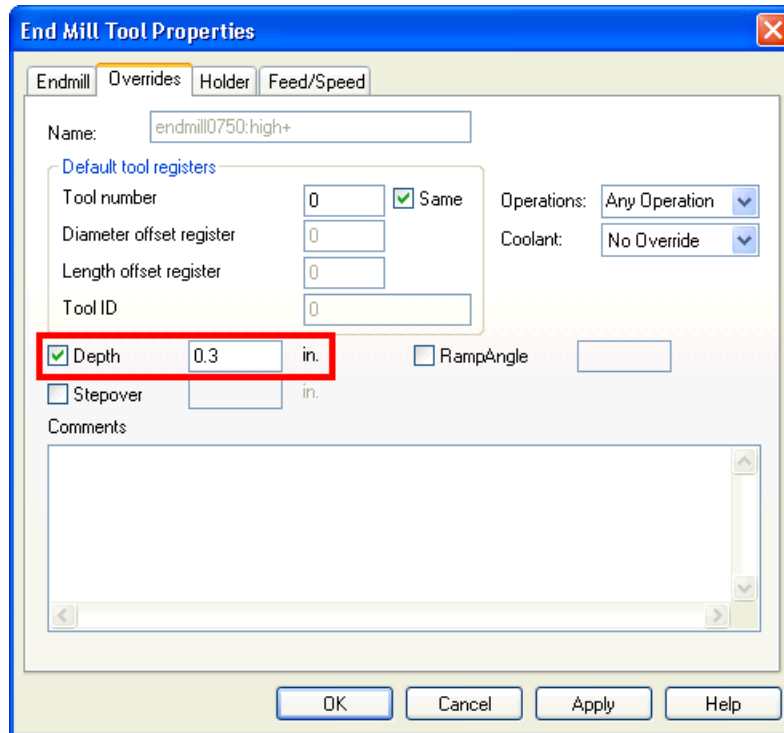 End Mill Tool Properties
Endmill Overrides Holder Feed/Speed
Name: endmill0750:high+
Default tool registers
Tool number 0 Same Operations: Any Operation
Diameter offset register 0 Coolant: No Override
Length offset register 0
Tool ID 0
Depth 0.3 in. RampAngle
Stepover in.
Comments
OK Cancel Apply Help